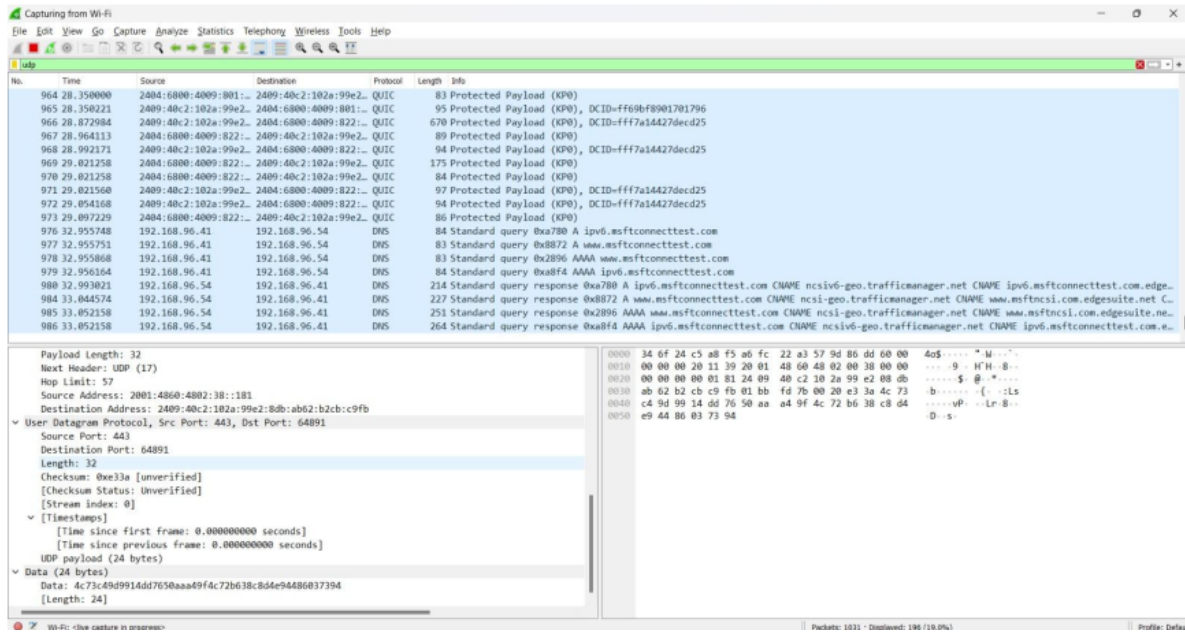 Capturing from Wi-Fi
File Edit View Go Capture Analyze Statistics Telephony Wireless Tools Help
udp
No. Time Source Destination Protocol Length Info
964 28.350000 2404:6800:4009:801:… 2409:40c2:102a:99e2… QUIC 83 Protected Payload (KP0)
965 28.350221 2409:40c2:102a:99e2… 2404:6800:4009:801:… QUIC 95 Protected Payload (KP0), DCID=ff69bf8901701796
966 28.872984 2409:40c2:102a:99e2… 2404:6800:4009:822:… QUIC 670 Protected Payload (KP0), DCID=fff7a14427decd25
967 28.964113 2404:6800:4009:822:… 2409:40c2:102a:99e2… QUIC 89 Protected Payload (KP0)
968 28.992171 2409:40c2:102a:99e2… 2404:6800:4009:822:… QUIC 94 Protected Payload (KP0), DCID=fff7a14427decd25
969 29.021258 2404:6800:4009:822:… 2409:40c2:102a:99e2… QUIC 175 Protected Payload (KP0)
970 29.021258 2404:6800:4009:822:… 2409:40c2:102a:99e2… QUIC 84 Protected Payload (KP0)
971 29.021560 2409:40c2:102a:99e2… 2404:6800:4009:822:… QUIC 97 Protected Payload (KP0), DCID=fff7a14427decd25
972 29.054168 2409:40c2:102a:99e2… 2404:6800:4009:822:… QUIC 94 Protected Payload (KP0), DCID=fff7a14427decd25
973 29.097229 2404:6800:4009:822:… 2409:40c2:102a:99e2… QUIC 86 Protected Payload (KP0)
976 32.955748 192.168.96.41 192.168.96.54 DNS 84 Standard query 0xa780 A ipv6.msftconnecttest.com
977 32.955751 192.168.96.41 192.168.96.54 DNS 83 Standard query 0x8872 A www.msftconnecttest.com
978 32.955868 192.168.96.41 192.168.96.54 DNS 83 Standard query 0x2896 AAAA www.msftconnecttest.com
979 32.956164 192.168.96.41 192.168.96.54 DNS 84 Standard query 0xa8f4 AAAA ipv6.msftconnecttest.com
980 32.993021 192.168.96.54 192.168.96.41 DNS 214 Standard query response 0xa780 A ipv6.msftconnecttest.com CNAME ncsiv6-geo.trafficmanager.net CNAME ipv6.msftconnecttest.com.edge…
984 33.044574 192.168.96.54 192.168.96.41 DNS 227 Standard query response 0x8872 A www.msftconnecttest.com CNAME ncsi-geo.trafficmanager.net CNAME www.msftncsi.com.edgesuite.net C…
985 33.052158 192.168.96.54 192.168.96.41 DNS 251 Standard query response 0x2896 AAAA www.msftconnecttest.com CNAME ncsi-geo.trafficmanager.net CNAME www.msftncsi.com.edgesuite.ne…
986 33.052158 192.168.96.54 192.168.96.41 DNS 264 Standard query response 0xa8f4 AAAA ipv6.msftconnecttest.com CNAME ncsiv6-geo.trafficmanager.net CNAME ipv6.msftconnecttest.com.e…
Payload Length: 32
Next Header: UDP (17)
Hop Limit: 57
Source Address: 2001:4860:4802:38::181
Destination Address: 2409:40c2:102a:99e2:8db:ab62:b2cb:c9fb
User Datagram Protocol, Src Port: 443, Dst Port: 64891
Source Port: 443
Destination Port: 64891
Length: 32
Checksum: 0xe33a [unverified]
[Checksum Status: Unverified]
[Stream index: 0]
[Timestamps]
[Time since first frame: 0.000000000 seconds]
[Time since previous frame: 0.000000000 seconds]
UDP payload (24 bytes)
Data (24 bytes)
Data: 4c73c49d9914dd7650aaa49f4c72b638c8d4e94486037394
[Length: 24]
0000 34 6f 24 c5 a8 f5 a6 fc 22 a3 57 9d 86 dd 60 00
0010 00 00 00 20 11 39 20 01 48 60 48 02 00 38 00 00
0020 00 00 00 00 01 81 24 09 40 c2 10 2a 99 e2 08 db
0030 ab 62 b2 cb c9 fb 01 bb fd 7b 00 20 e3 3a 4c 73
0040 c4 9d 99 14 dd 76 50 aa a4 9f 4c 72 b6 38 c8 d4
0050 e9 44 86 03 73 94
Wi-Fi: <live capture in progress>
Packets: 1031 · Displayed: 196 (19.0%)
Profile: Defau